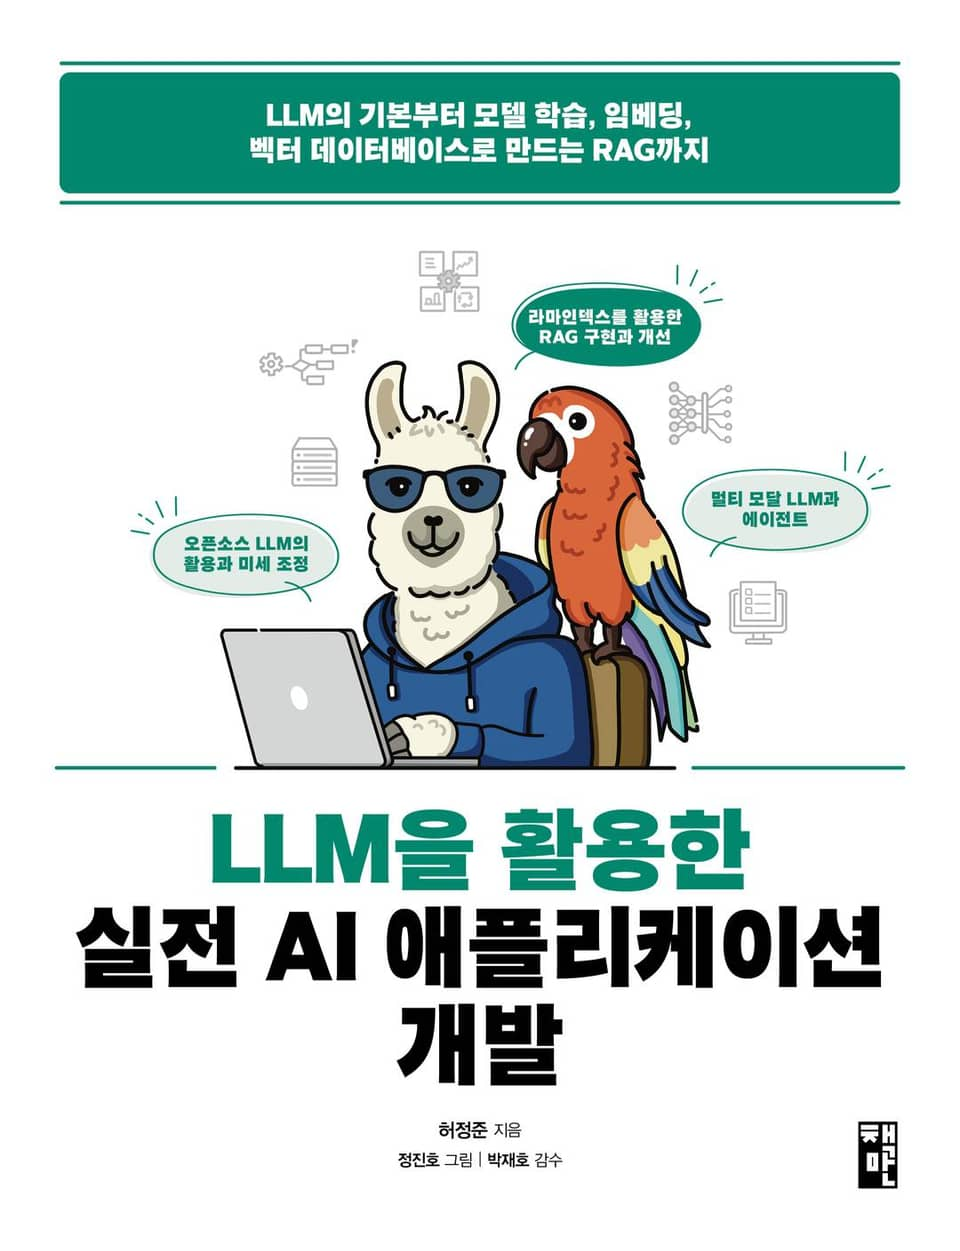 LLM의 기본부터 모델 학습, 임베딩,
벡터 데이터베이스로 만드는 RAG까지
라마인덱스를 활용한
RAG 구현과 개선
멀티 모달 LLM과
에이전트
오픈소스 LLM의
활용과 미세 조정
LLM을 활용한
실전 AI 애플리케이션
개발
허정준 지음
정진호 그림 | 박재호 감수
책만